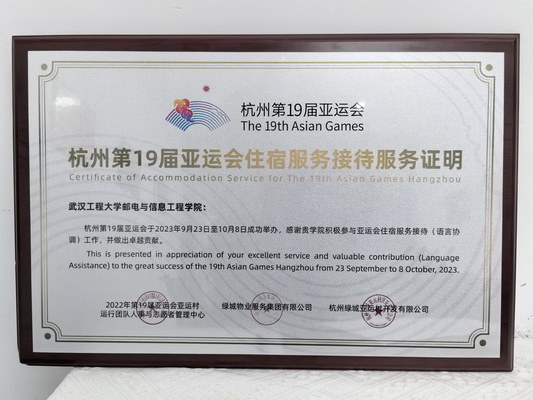 杭州第19届亚运会
The 19th Asian Games
杭州第19届亚运会住宿服务接待服务证明
Certificate of Accommodation Service for The 19th Asian Games Hangzhou
武汉工程大学邮电与信息工程学院：
杭州第19届亚运会于2023年9月23日至10月8日成功举办，感谢贵学院积极参与亚运会住宿服务接待（语言协
调）工作，并做出卓越贡献。
This is presented in appreciation of your excellent service and valuable contribution (Language
Assistance) to the great success of the 19th Asian Games Hangzhou from 23 September to 8 October, 2023.
2022年第19届亚运会亚运村
运行团队人事与志愿者管理中心
绿城物业服务集团有限公司
杭州绿城亚运村开发有限公司